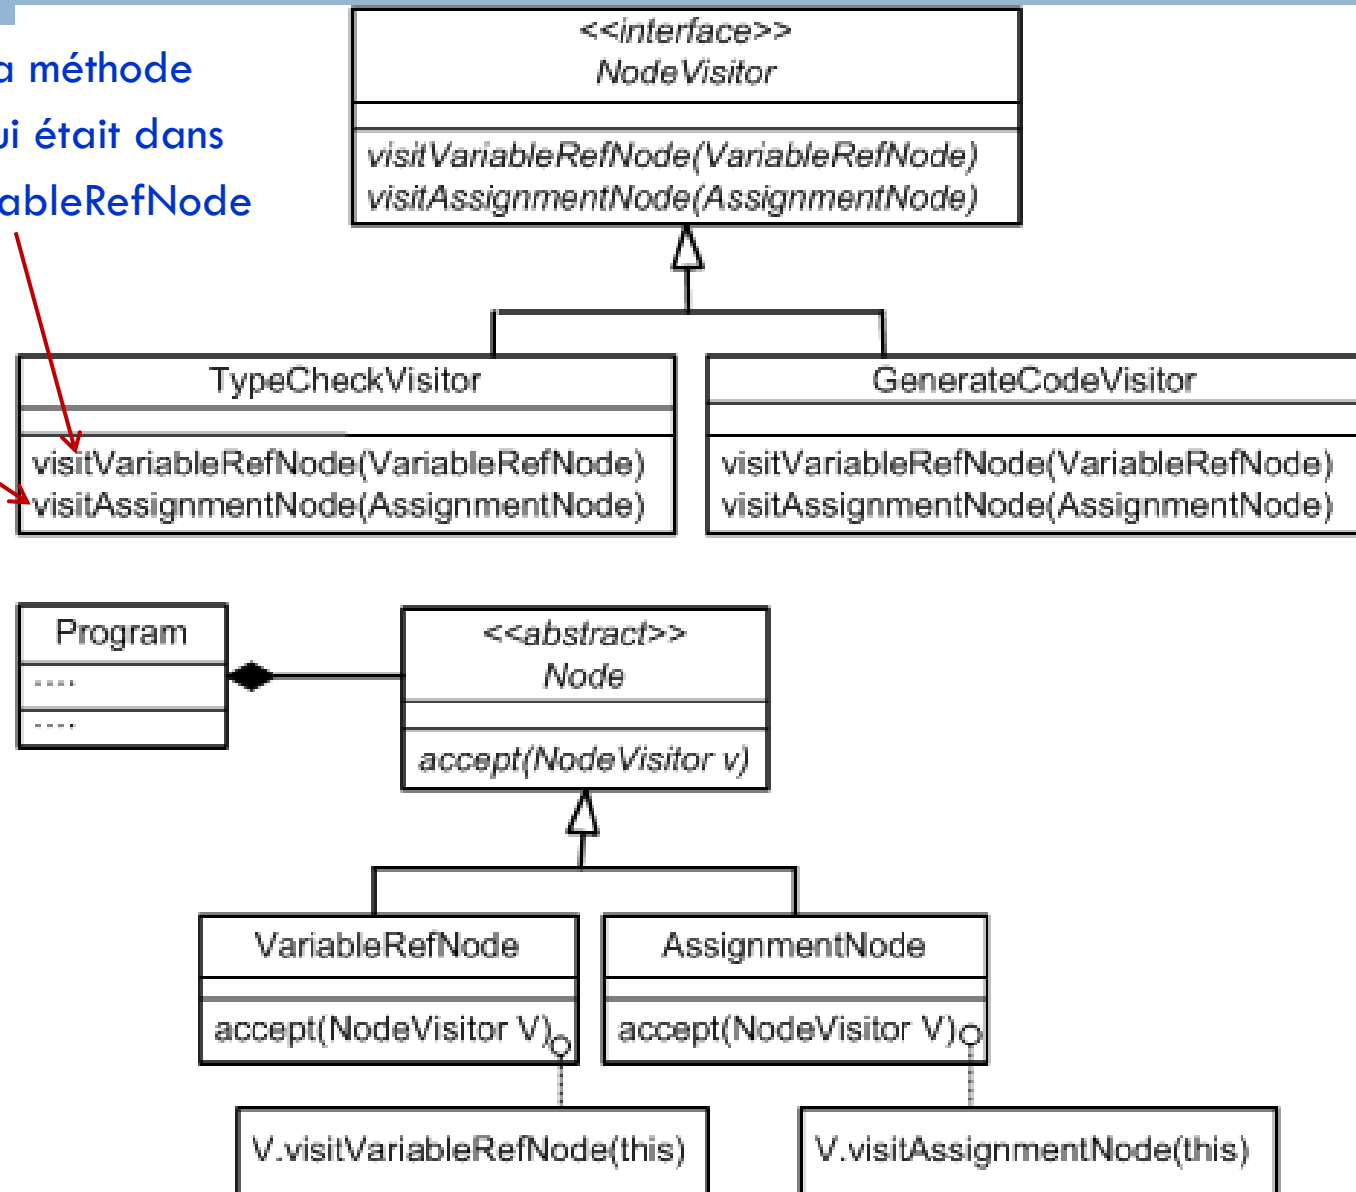 a méthode
ui était dans
ableRefNode
<<interface>>
NodeVisitor
visitVariableRefNode(VariableRefNode)
visitAssignmentNode(AssignmentNode)
TypeCheckVisitor
visitVariableRefNode(VariableRefNode)
visitAssignmentNode(AssignmentNode)
GenerateCodeVisitor
visitVariableRefNode(VariableRefNode)
visitAssignmentNode(AssignmentNode)
Program
....
....
<<abstract>>
Node
accept(NodeVisitor v)
VariableRefNode
accept(NodeVisitor V)
AssignmentNode
accept(NodeVisitor V)
V.visitVariableRefNode(this)
V.visitAssignmentNode(this)